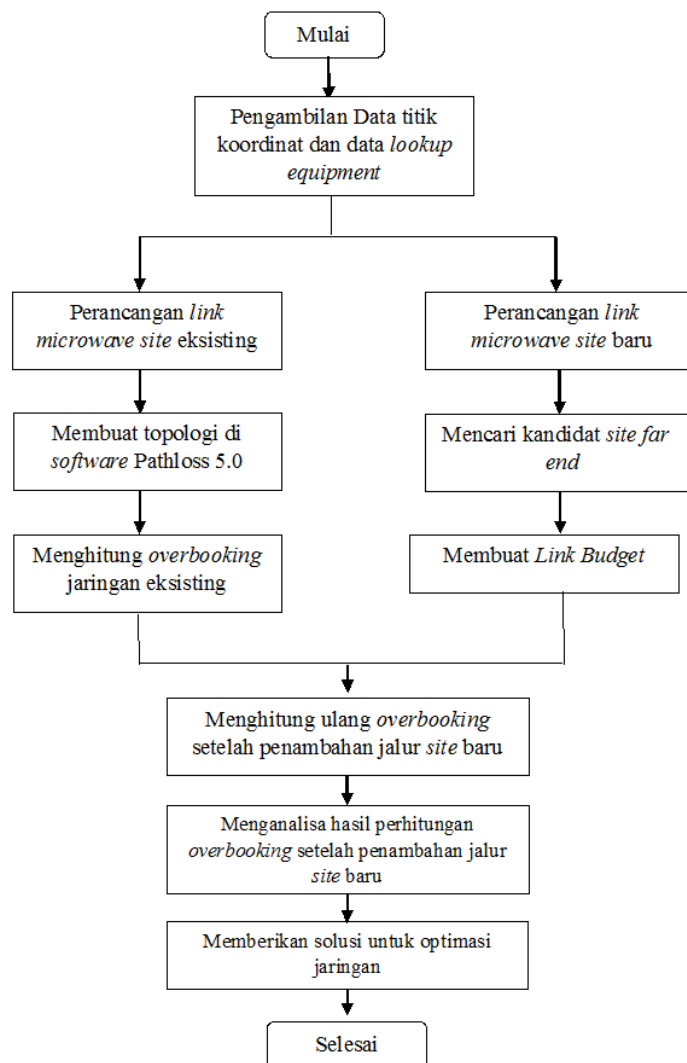 Mulai
Pengambilan Data titik
koordinat dan data lookup
equipment
Perancangan link
microwave site eksisting
Perancangan link
microwave site baru
Membuat topologi di
software Pathloss 5.0
Mencari kandidat site far
end
Menghitung overbooking
jaringan eksisting
Membuat Link Budget
Menghitung ulang overbooking
setelah penambahan jalur site baru
Menganalisa hasil perhitungan
overbooking setelah penambahan jalur
site baru
Memberikan solusi untuk optimasi
jaringan
Selesai